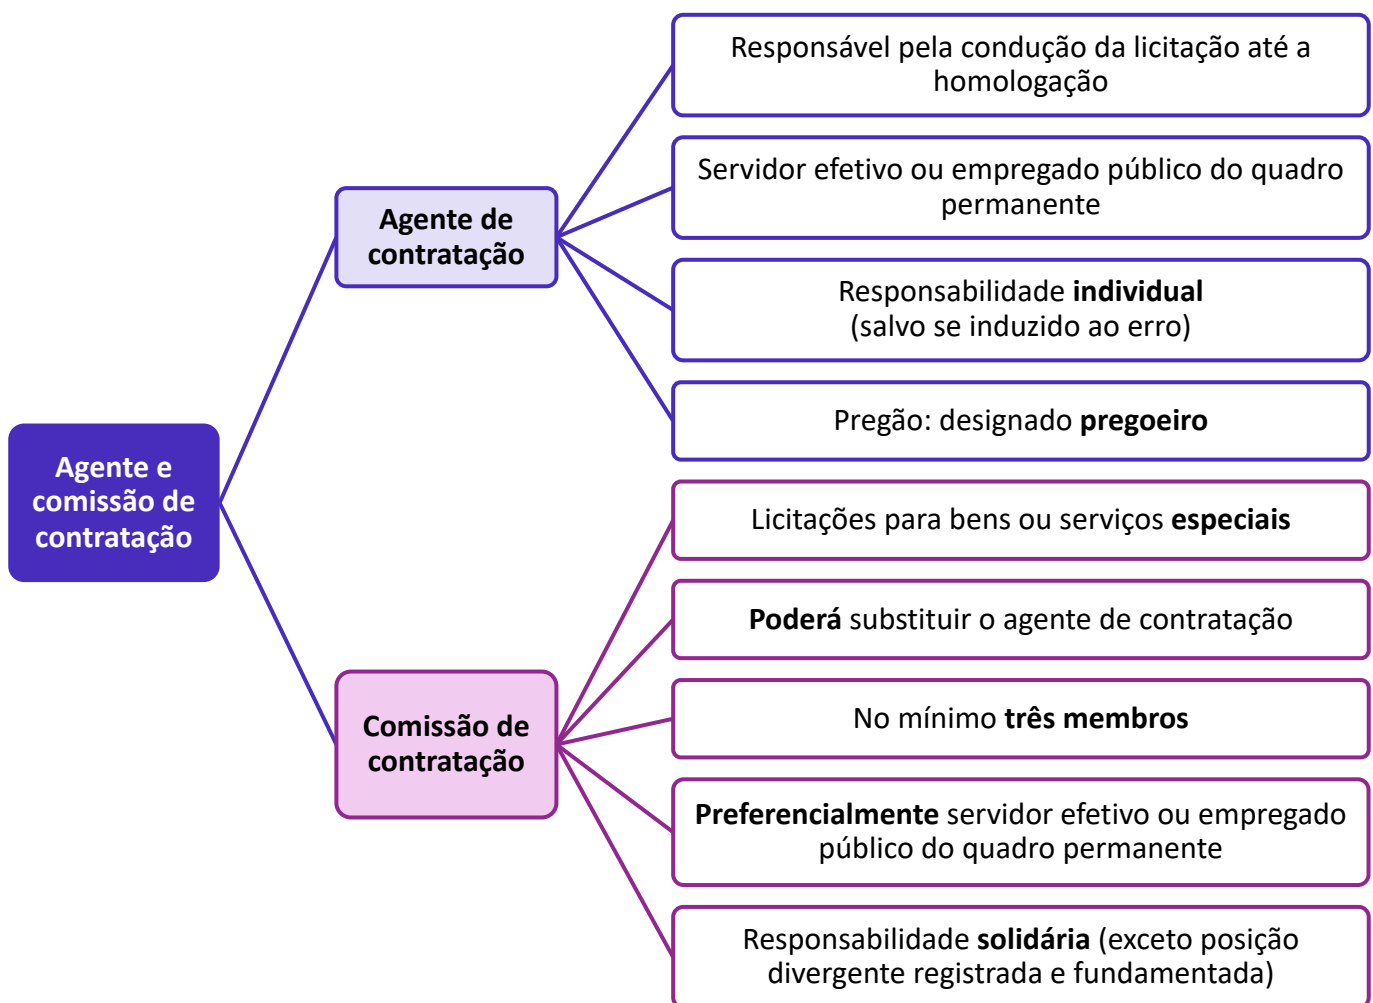 Agente e
comissão de
contratação
Agente de
contratação
Responsável pela condução da licitação até a
homologação
Servidor efetivo ou empregado público do quadro
permanente
Responsabilidade individual
(salvo se induzido ao erro)
Pregão: designado pregoeiro
Comissão de
contratação
Licitações para bens ou serviços especiais
Poderá substituir o agente de contratação
No mínimo três membros
Preferencialmente servidor efetivo ou empregado
público do quadro permanente
Responsabilidade solidária (exceto posição
divergente registrada e fundamentada)